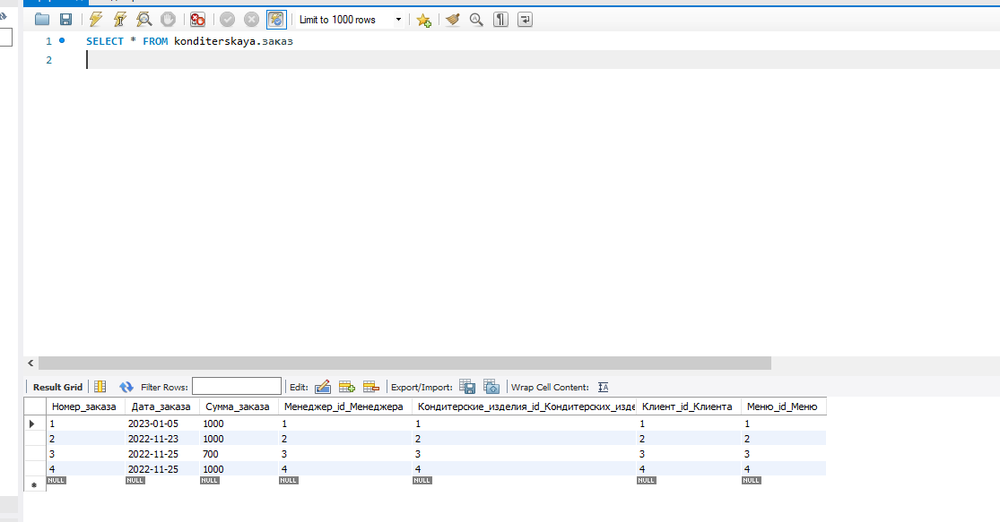 Limit to 1000 rows
1 SELECT * FROM konditerskaya.заказ
2
Result Grid Filter Rows: Edit: Export/Import: Wrap Cell Content:
Номер_заказа Дата_заказа Сумма_заказа Менеджер_id_Менеджера Кондитерские_изделия_id_Кондитерских_изде Клиент_id_Клиента Меню_id_Меню
1 2023-01-05 1000 1 1 1 1
2 2022-11-23 1000 2 2 2 2
3 2022-11-25 700 3 3 3 3
4 2022-11-25 1000 4 4 4 4
NULL NULL NULL NULL NULL NULL NULL